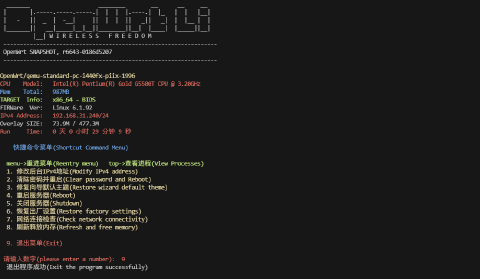 WIRELESS FREEDOM
OpenWrt SNAPSHOT, r6643-0186d5207
OpenWrt/qemu-standard-pc-i440fx-piix-1996
CPU Model: Intel(R) Pentium(R) Gold G5500T CPU @ 3.20GHz
Mem Total: 987MB
TARGET Info: x86_64 - BIOS
FIRWare Ver: Linux 6.1.92
IPv4 Address: 192.168.31.240/24
Overlay SIZE: 73.9M / 477.3M
Run Time: 0 天 0 小时 29 分钟 9 秒
快捷命令菜单(Shortcut Command Menu)
menu->重进菜单(Reentry menu) top->查看进程(View Processes)
1. 修改后台IPv4地址(Modify IPv4 address)
2. 清除密码并重启(Clear password and Reboot)
3. 修复向导默认主题(Restore wizard default theme)
4. 重启服务器(Reboot)
5. 关闭服务器(Shutdown)
6. 恢复出厂设置(Restore factory settings)
7. 网络连接检查(Check network connectivity)
8. 刷新释放内存(Refresh and free memory)
9. 退出菜单(Exit)
请输入数字(please enter a number): 0
退出程序成功(Exit the program successfully)